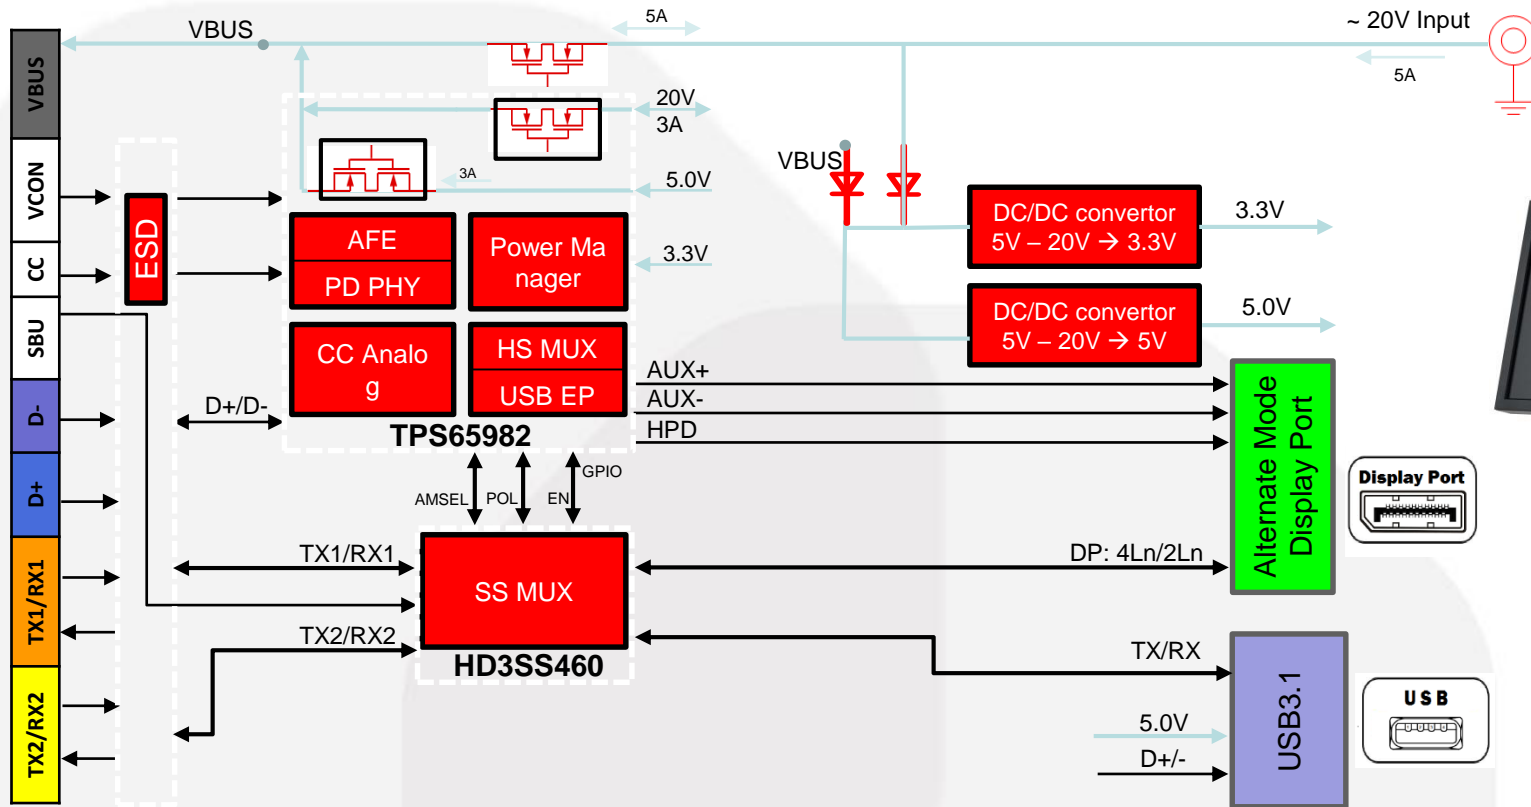 VBUS
5A
~ 20V Input
5A
VBUS
20V
3A
3A
5.0V
VBUS
VCON
ESD
AFE
PD PHY
Power Ma
nager
3.3V
DC/DC convertor
5V – 20V → 3.3V
3.3V
CC
SBU
CC Analo
g
HS MUX
USB EP
DC/DC convertor
5V – 20V → 5V
5.0V
D-
D+/D-
TPS65982
AUX+
AUX-
HPD
Alternate Mode
Display Port
Display Port
D+
AMSEL
POL
EN
GPIO
TX1/RX1
TX1/RX1
SS MUX
DP: 4Ln/2Ln
TX2/RX2
TX2/RX2
HD3SS460
TX/RX
5.0V
D+/-
USB3.1
USB